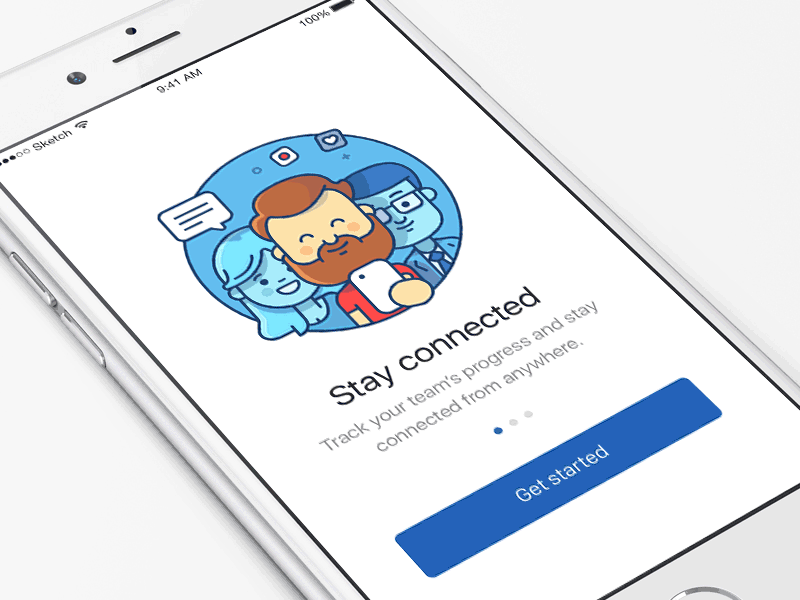 Sketch
9:41 AM
100%
Stay connected
Track your team's progress and stay
connected from anywhere.
Get started